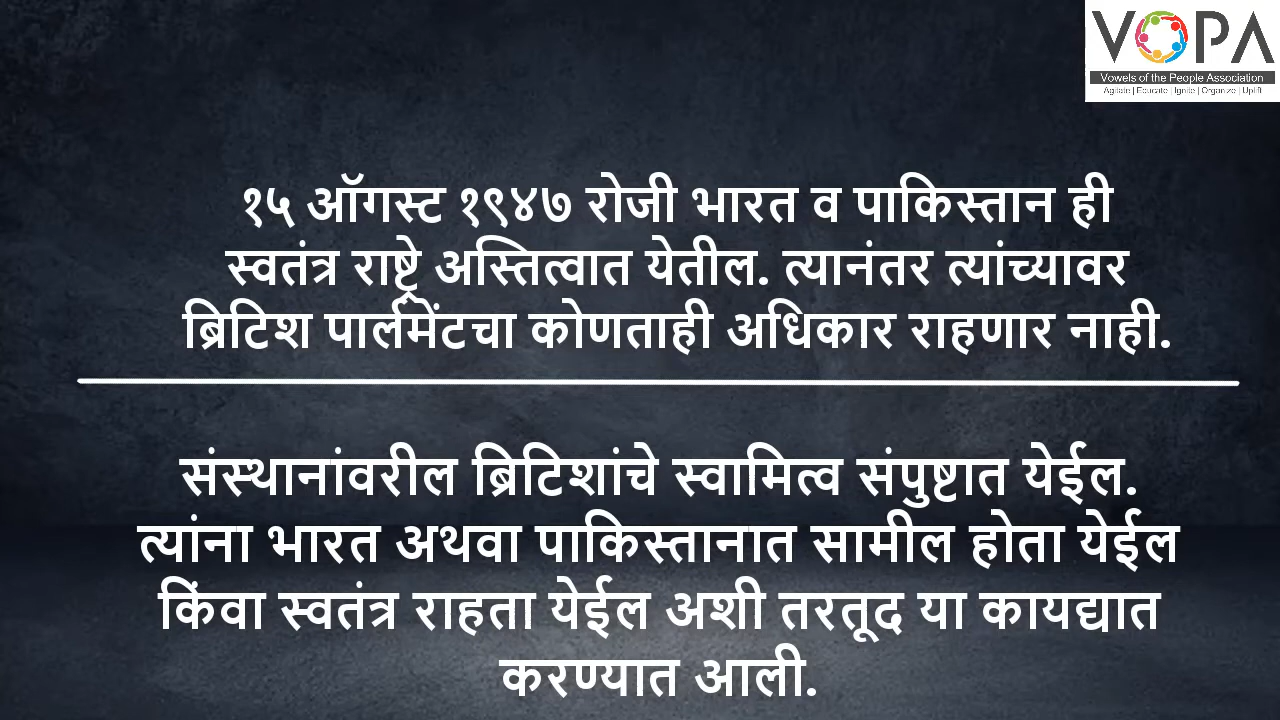 VOPA
Vowels of the People Association
Agitate | Educate | Ignite | Organize | Uplift
१५ ऑगस्ट १९४७ रोजी भारत व पाकिस्तान ही
स्वतंत्र राष्ट्रे अस्तित्वात येतील. त्यानंतर त्यांच्यावर
ब्रिटिश पार्लमेंटचा कोणताही अधिकार राहणार नाही.
संस्थानांवरील ब्रिटिशांचे स्वामित्व संपुष्टात येईल.
त्यांना भारत अथवा पाकिस्तानात सामील होता येईल
किंवा स्वतंत्र राहता येईल अशी तरतूद या कायद्यात
करण्यात आली.